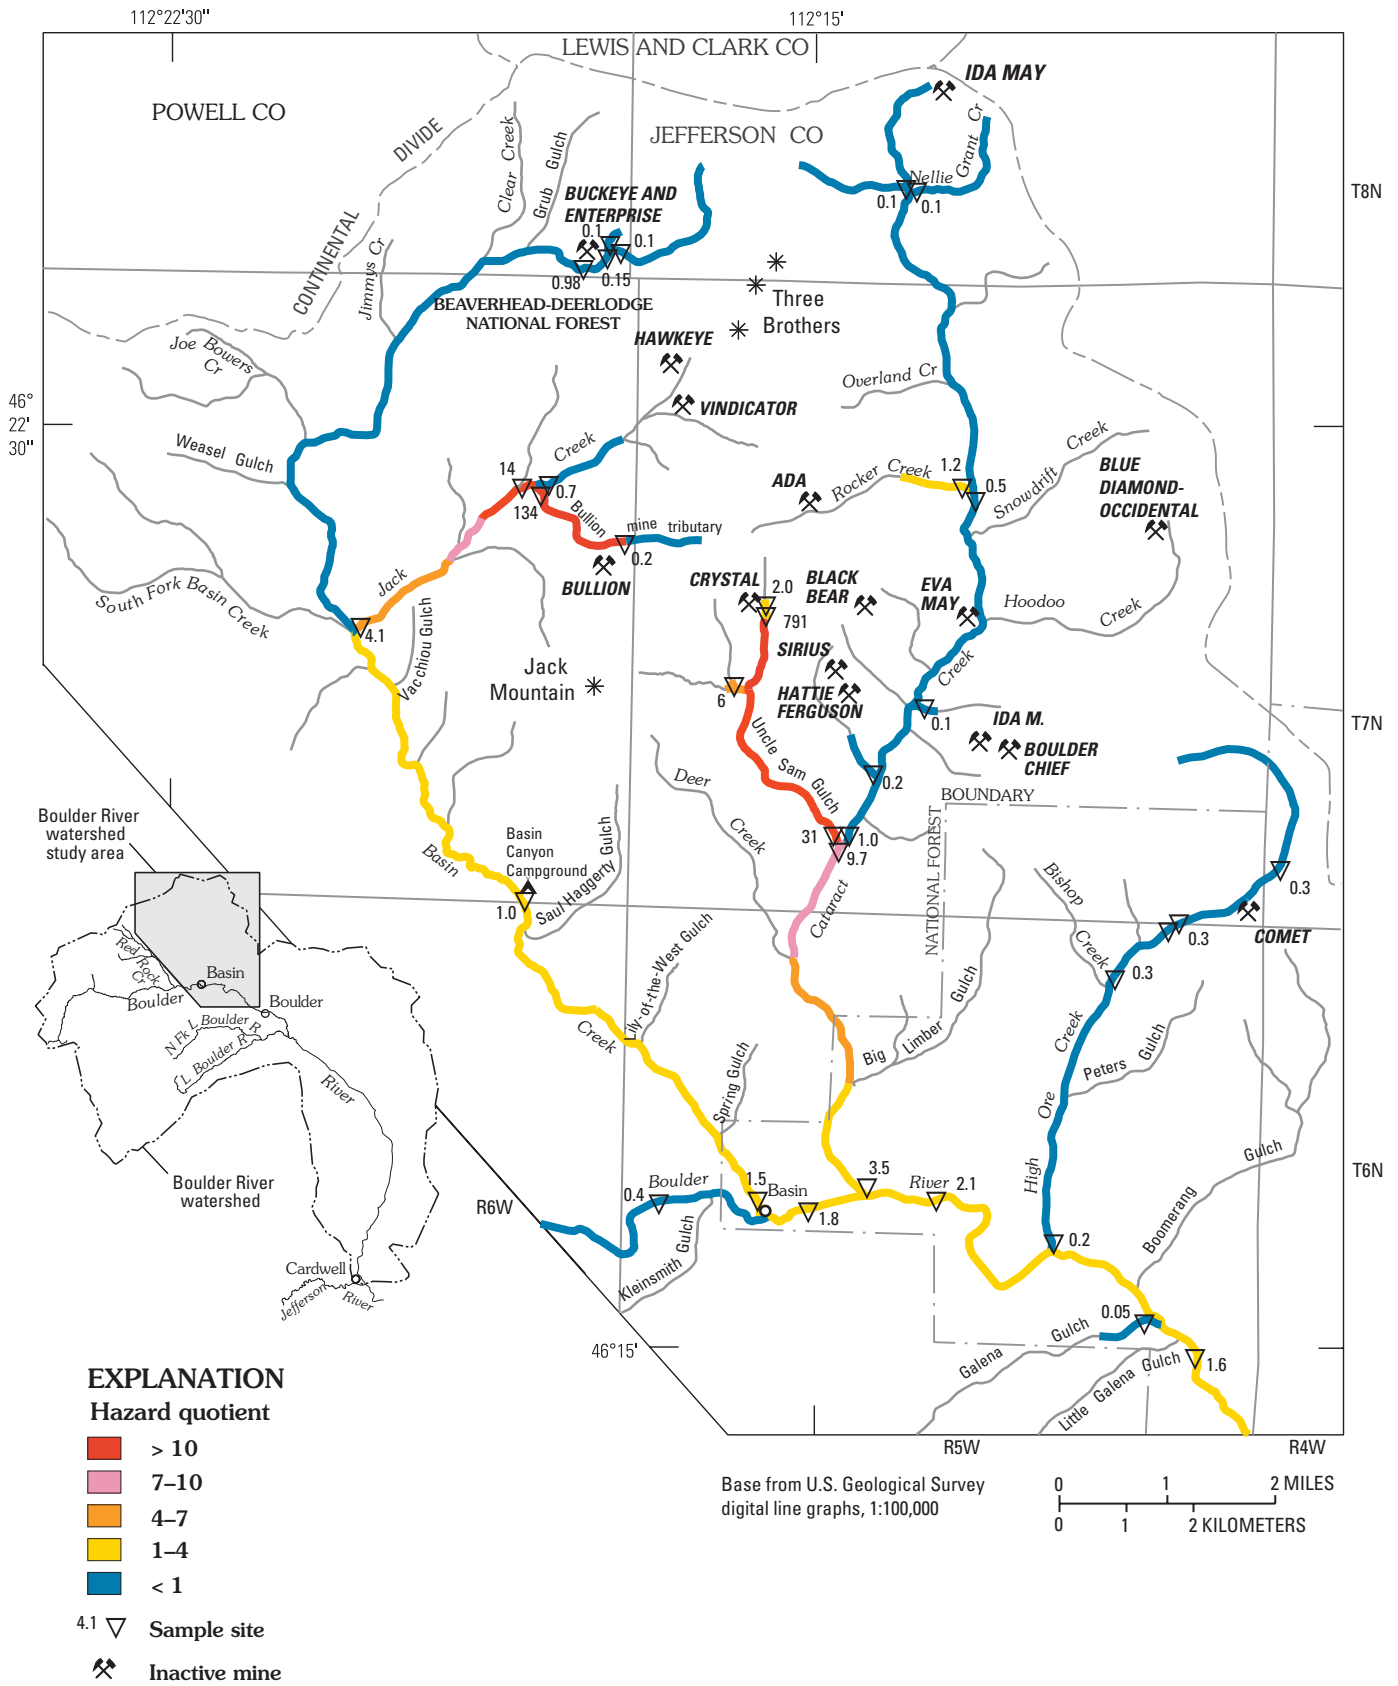 112°22'30"
112°15'
LEWIS AND CLARK CO
IDA MAY
POWELL CO
JEFFERSON CO
DIVIDE
CONTINENTAL
Clear Creek
Grub Gulch
Grant Cr
Nellie
0.1
0.1
T8N
BUCKEYE AND
ENTERPRISE
0.1
0.1
0.98
0.15
Jimmys Cr
BEAVERHEAD-DEERLODGE
NATIONAL FOREST
Three
Brothers
HAWKEYE
Joe Bowers
Cr
Overland Cr
46°
22'
30"
VINDICATOR
Weasel Gulch
Creek
14
0.7
134
Bullion
mine tributary
0.2
BULLION
ADA
Rocker Creek
1.2
0.5
Snowdrift Creek
BLUE
DIAMOND-
OCCIDENTAL
South Fork Basin Creek
Jack
4.1
Vacchiou Gulch
CRYSTAL
2.0
791
BLACK
BEAR
EVA
MAY
Hoodoo
Creek
SIRIUS
Creek
Jack
Mountain
6
HATTIE
FERGUSON
0.1
IDA M.
BOULDER
CHIEF
T7N
Uncle Sam Gulch
0.2
Deer
Creek
BOUNDARY
NATIONAL FOREST
31
1.0
9.7
Boulder River
watershed
study area
Basin
Basin
Canyon
Campground
1.0
Saul Haggerty Gulch
Cataract
Bishop
Creek
0.3
0.3
COMET
0.3
Lily-of-the-West Gulch
Creek
Big Limber Gulch
Creek
Peters Gulch
Ore
High
Spring Gulch
Red
Rock
Cr
Basin
Boulder
Boulder
N Fk L Boulder R
L Boulder R
River
Boulder River
watershed
Cardwell
Jefferson
River
Gulch
Boomerang
T6N
R6W
0.4
Boulder
1.5
Basin
1.8
3.5
River
2.1
0.2
Kleinsmith Gulch
0.05
Galena Gulch
Little Galena Gulch
1.6
46°15'
R5W
R4W
EXPLANATION
Hazard quotient
> 10
7–10
4–7
1–4
< 1
4.1 Sample site
Inactive mine
Base from U.S. Geological Survey
digital line graphs, 1:100,000
0 1 2 MILES
0 1 2 KILOMETERS